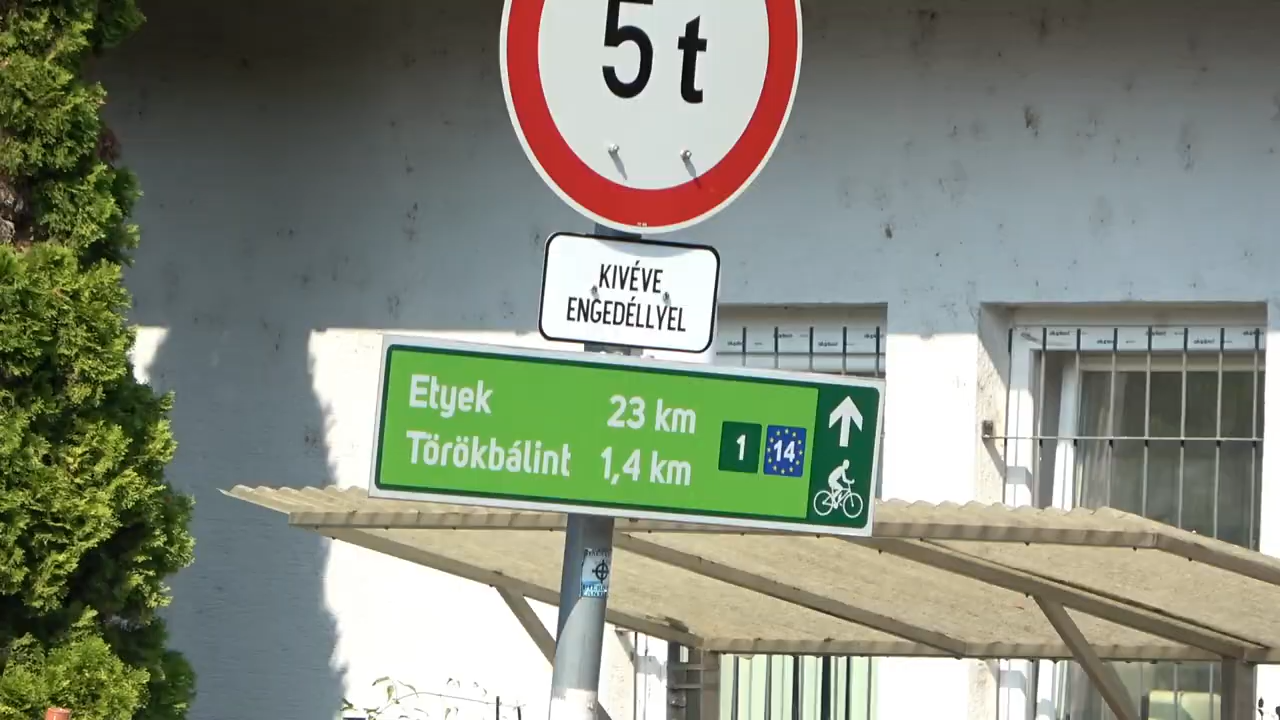 5 t
KIVÉVE
ENGEDÉLLYEL
Etyek 23 km
Törökbálint 1,4 km
1 14